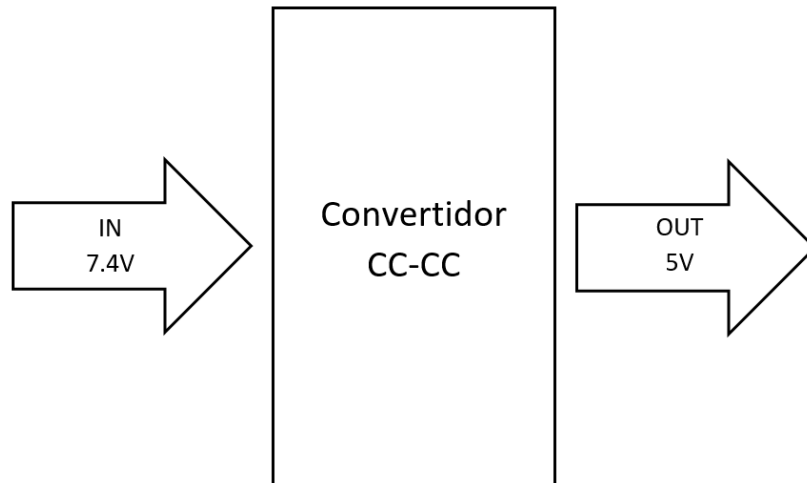 IN
7.4V
Convertidor
CC-CC
OUT
5V